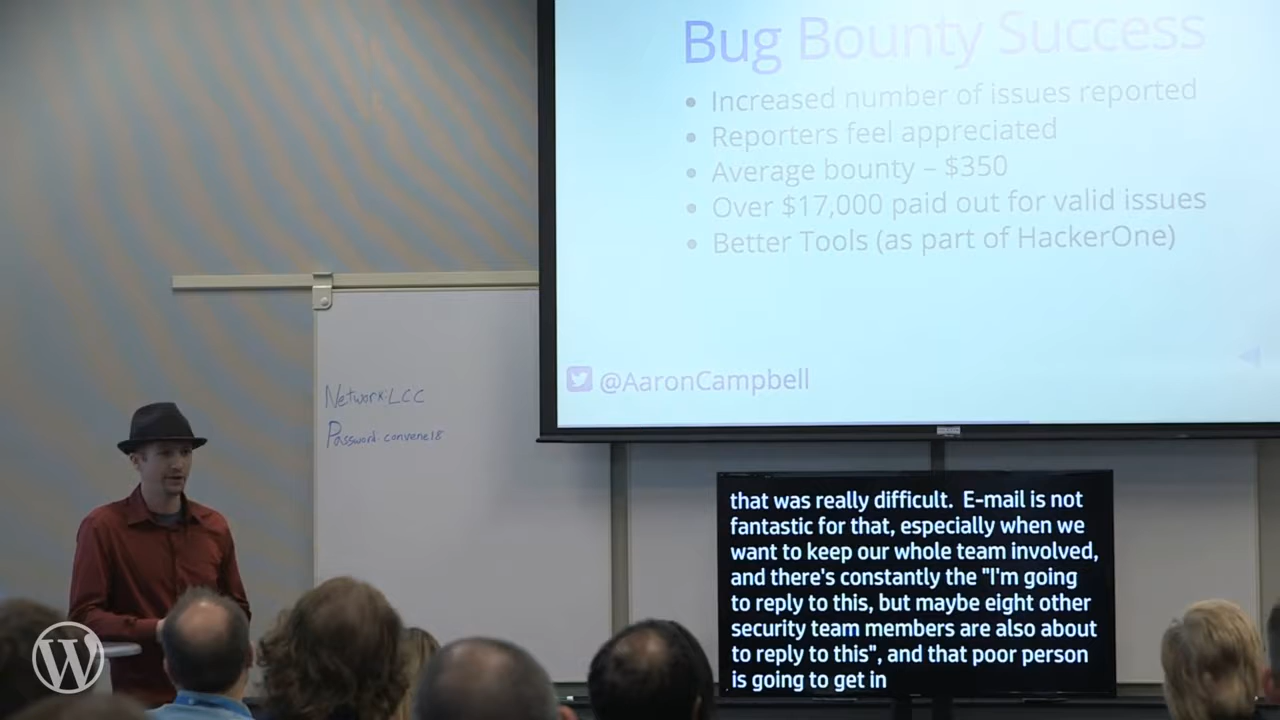 Bug Bounty Success
• Increased number of issues reported
• Reporters feel appreciated
• Average bounty – $350
• Over $17,000 paid out for valid issues
• Better Tools (as part of HackerOne)
@AaronCampbell
Network: LCC
Password: convene18
that was really difficult. E-mail is not
fantastic for that, especially when we
want to keep our whole team involved,
and there's constantly the "I'm going
to reply to this, but maybe eight other
security team members are also about
to reply to this", and that poor person
is going to get in